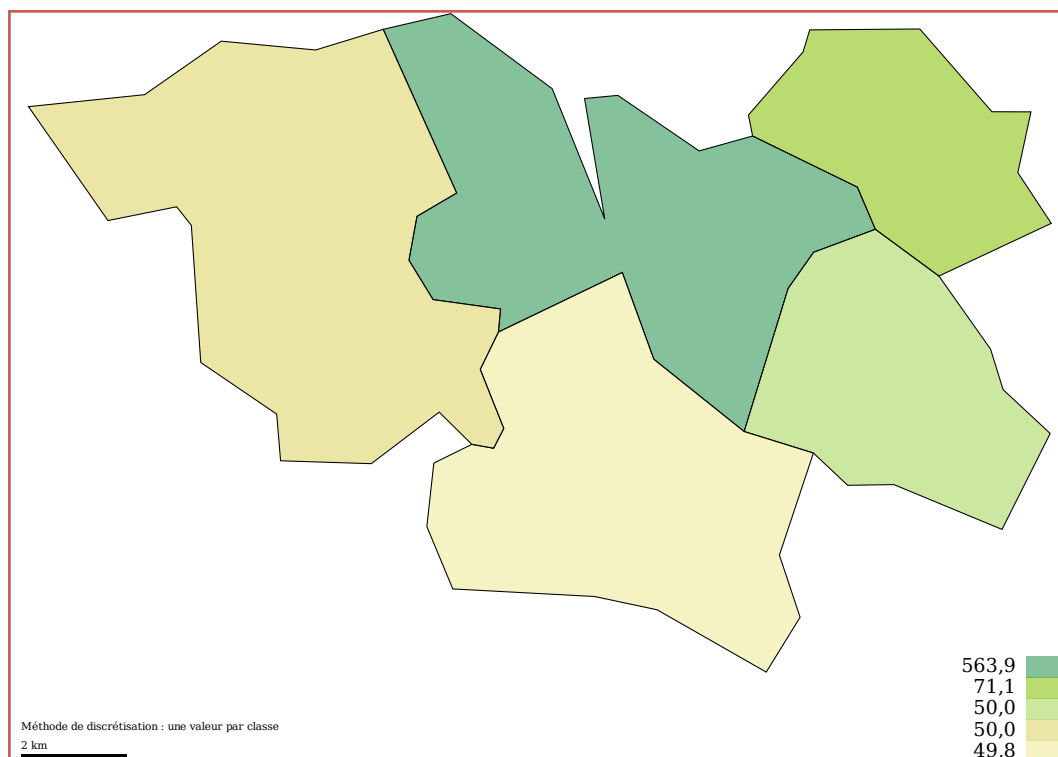 563,9
71,1
50,0
50,0
49,8
Méthode de discrétisation : une valeur par classe
2 km